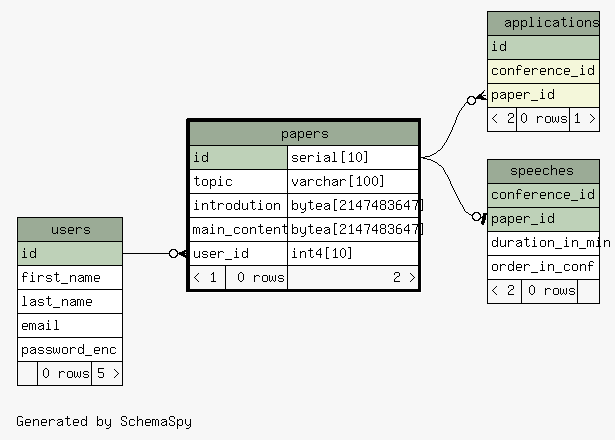 applications
id
conference_id
paper_id
< 2 0 rows 1 >
papers
id serial[10]
topic varchar[100]
introdution bytea[2147483647]
main_content bytea[2147483647]
user_id int4[10]
< 1 0 rows 2 >
speeches
conference_id
paper_id
duration_in_min
order_in_conf
< 2 0 rows
users
id
first_name
last_name
email
password_enc
0 rows 5 >
Generated by SchemaSpy